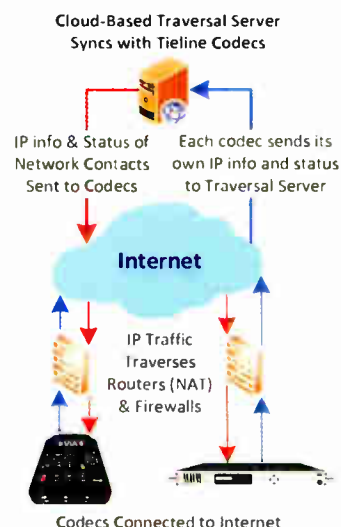 Cloud-Based Traversal Server
Syncs with Tieline Codecs
IP info & Status of
Network Contacts
Sent to Codecs
Each codec sends its
own IP info and status
to Traversal Server
Internet
IP Traffic
Traverses
Routers (NAT)
& Firewalls
Codecs Connected to Internet